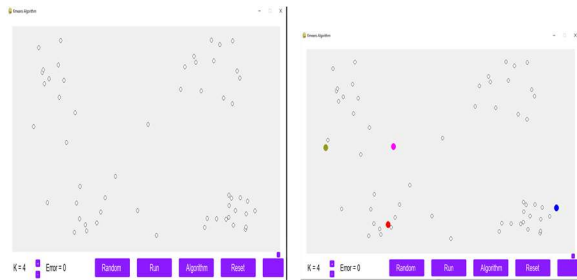 Kmeans Algorithm
K = 4 Error = 0 Random Run Algorithm Reset
Kmeans Algorithm
K = 4 Error = 0 Random Run Algorithm Reset